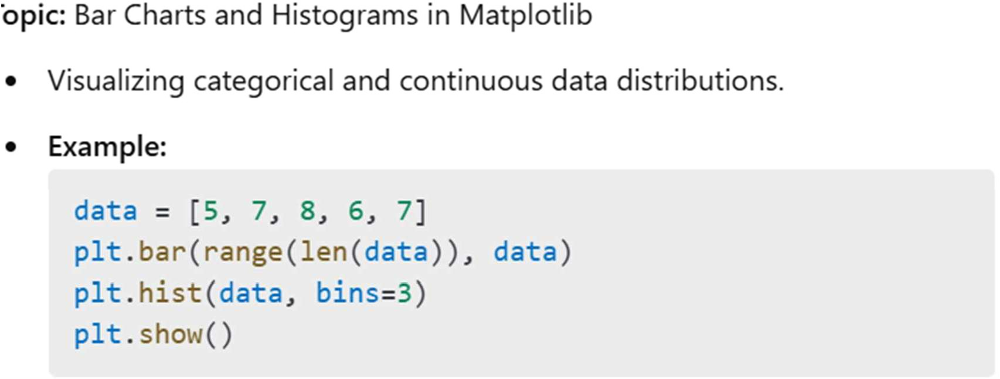 opic: Bar Charts and Histograms in Matplotlib
• Visualizing categorical and continuous data distributions.
• Example:
data = [5, 7, 8, 6, 7]
plt.bar(range(len(data)), data)
plt.hist(data, bins=3)
plt.show()